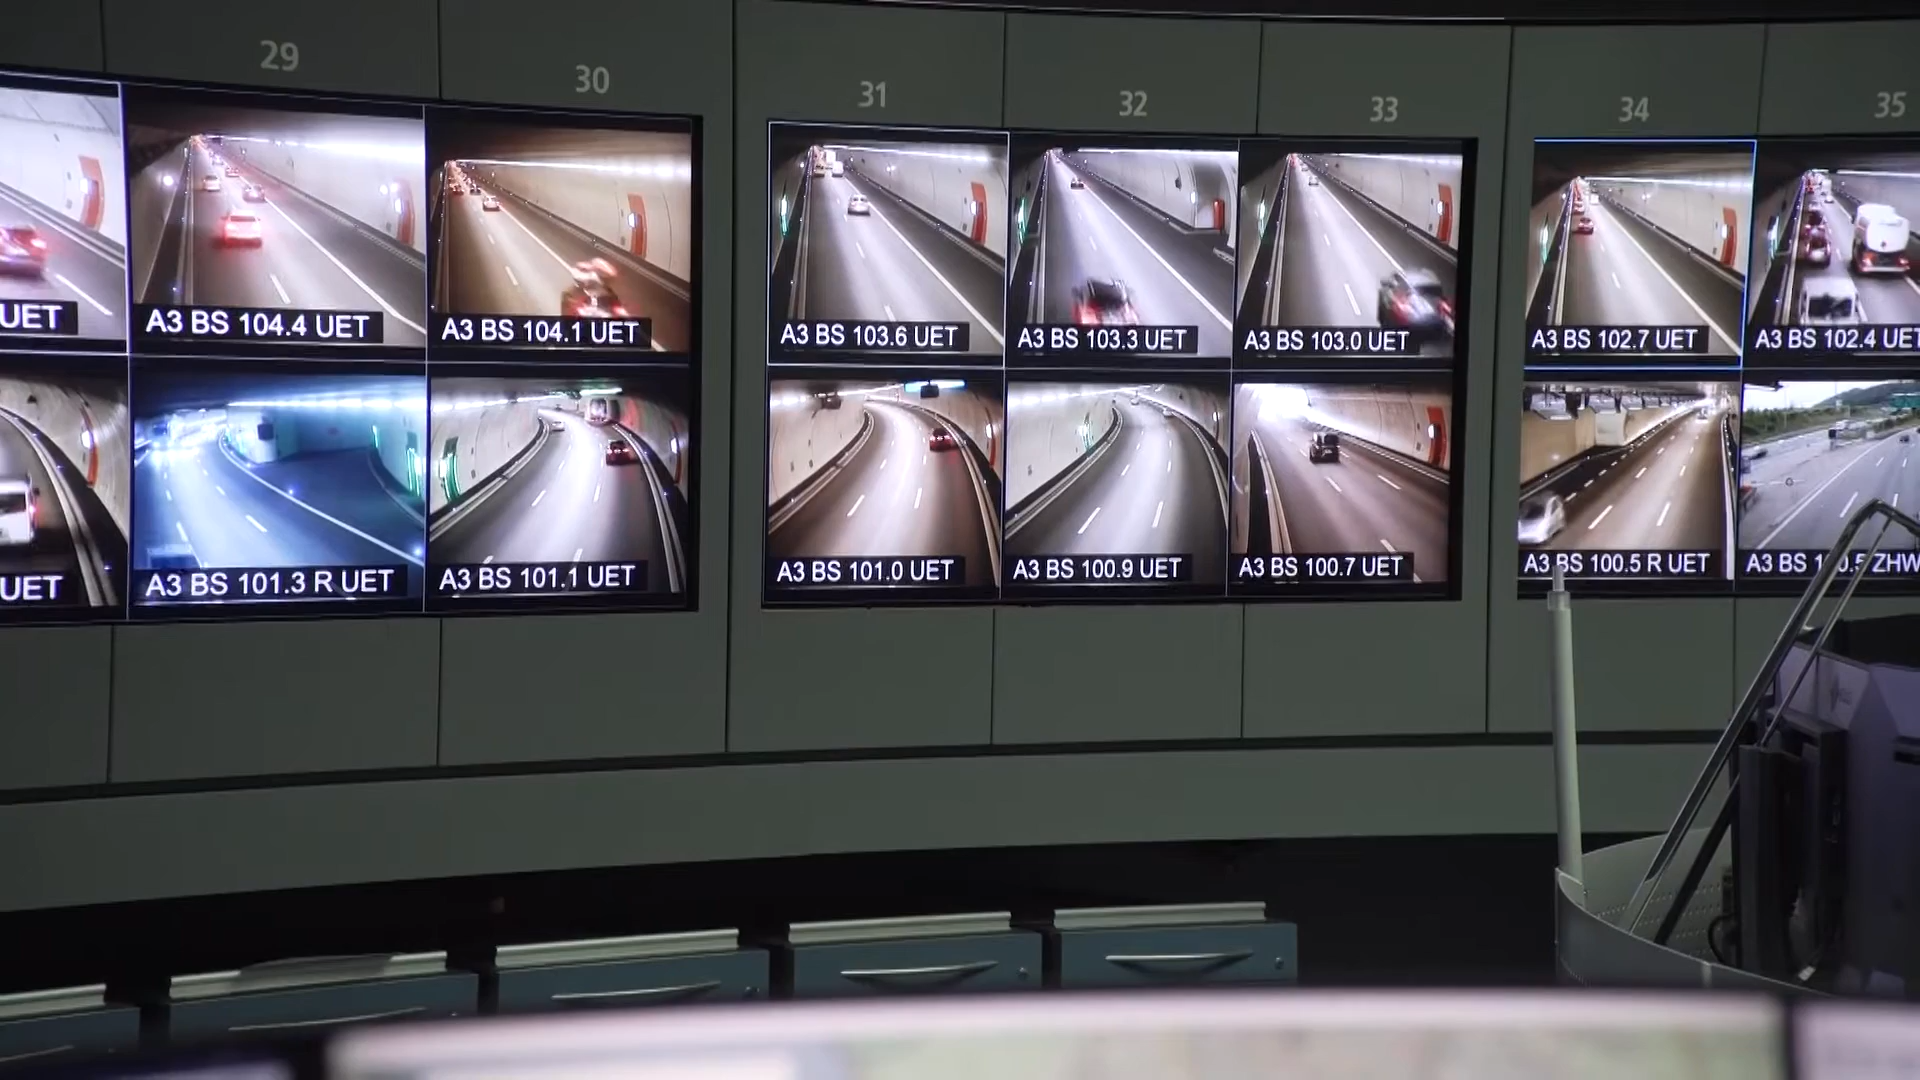 29
30
31
32
33
34
35
UET
A3 BS 104.4 UET
A3 BS 104.1 UET
A3 BS 103.6 UET
A3 BS 103.3 UET
A3 BS 103.0 UET
A3 BS 102.7 UET
A3 BS 102.4 UET
UET
A3 BS 101.3 R UET
A3 BS 101.1 UET
A3 BS 101.0 UET
A3 BS 100.9 UET
A3 BS 100.7 UET
A3 BS 100.5 R UET
A3 BS ZHW